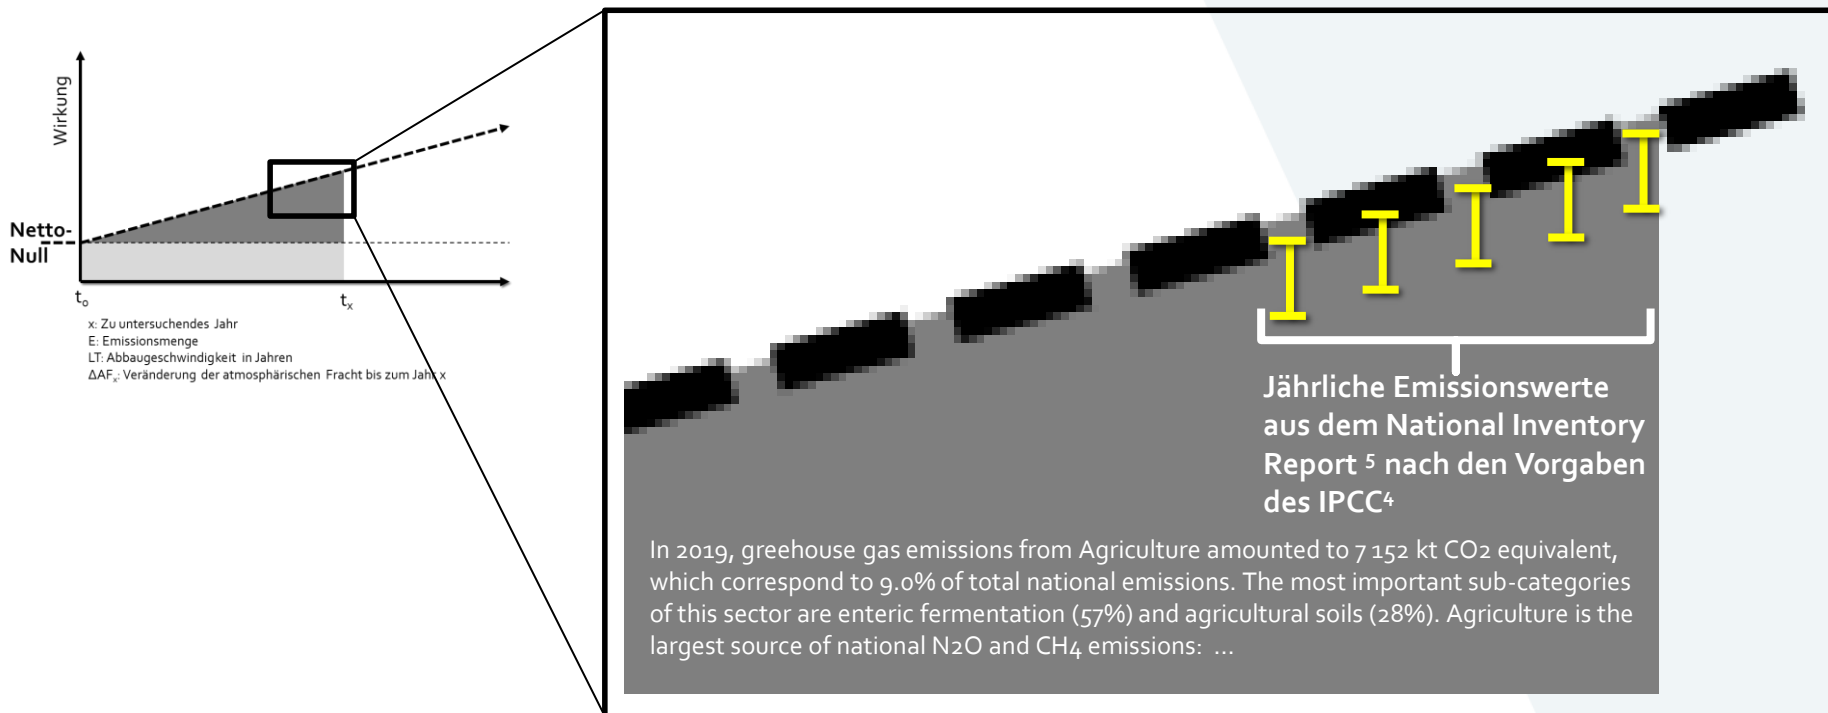 Wirkung
Netto-
Null
t₀
tₓ
x: Zu untersuchendes Jahr
E: Emissionsmenge
LT: Abbaugeschwindigkeit in Jahren
ΔAFₓ: Veränderung der atmosphärischen Fracht bis zum Jahr x
Jährliche Emissionswerte
aus dem National Inventory
Report ⁵ nach den Vorgaben
des IPCC⁴
In 2019, greehouse gas emissions from Agriculture amounted to 7 152 kt CO2 equivalent,
which correspond to 9.0% of total national emissions. The most important sub-categories
of this sector are enteric fermentation (57%) and agricultural soils (28%). Agriculture is the
largest source of national N2O and CH4 emissions: ...